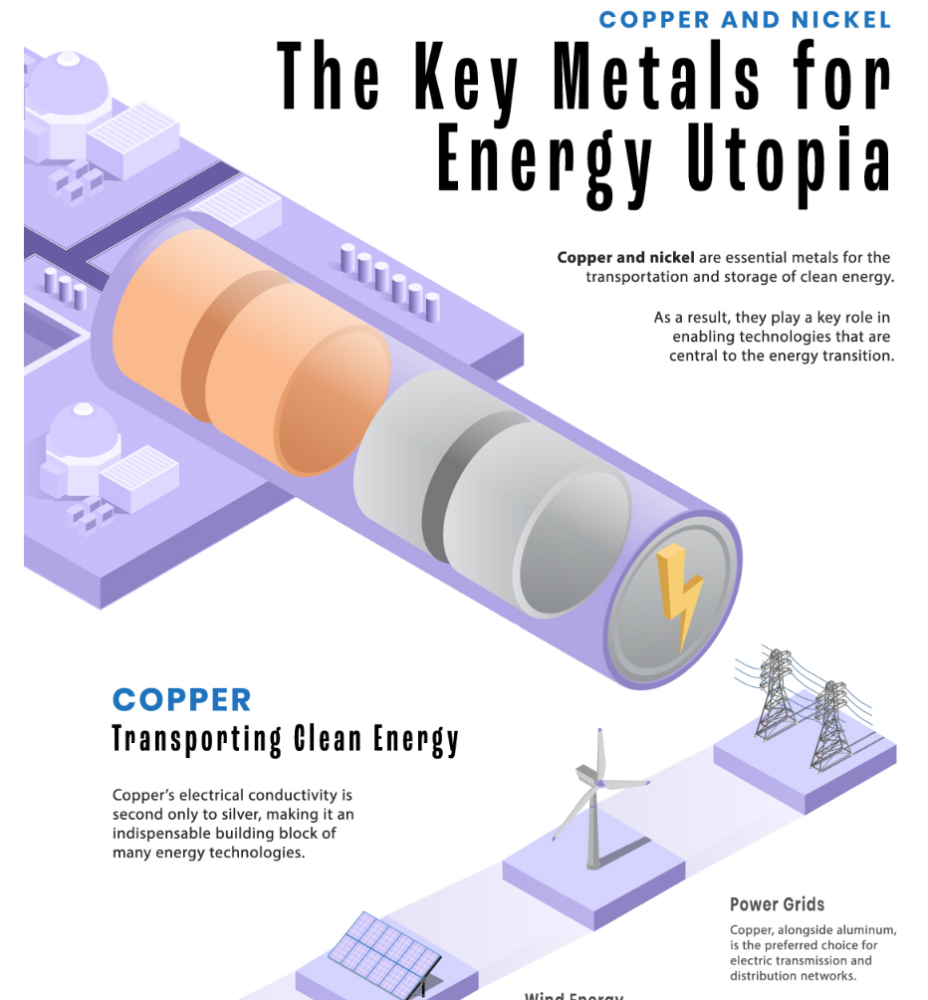 COPPER AND NICKEL
The Key Metals for
Energy Utopia
Copper and nickel are essential metals for the
transportation and storage of clean energy.
As a result, they play a key role in
enabling technologies that are
central to the energy transition.
COPPER
Transporting Clean Energy
Copper’s electrical conductivity is
second only to silver, making it an
indispensable building block of
many energy technologies.
Power Grids
Copper, alongside aluminum,
is the preferred choice for
electric transmission and
distribution networks.
Wind Energy